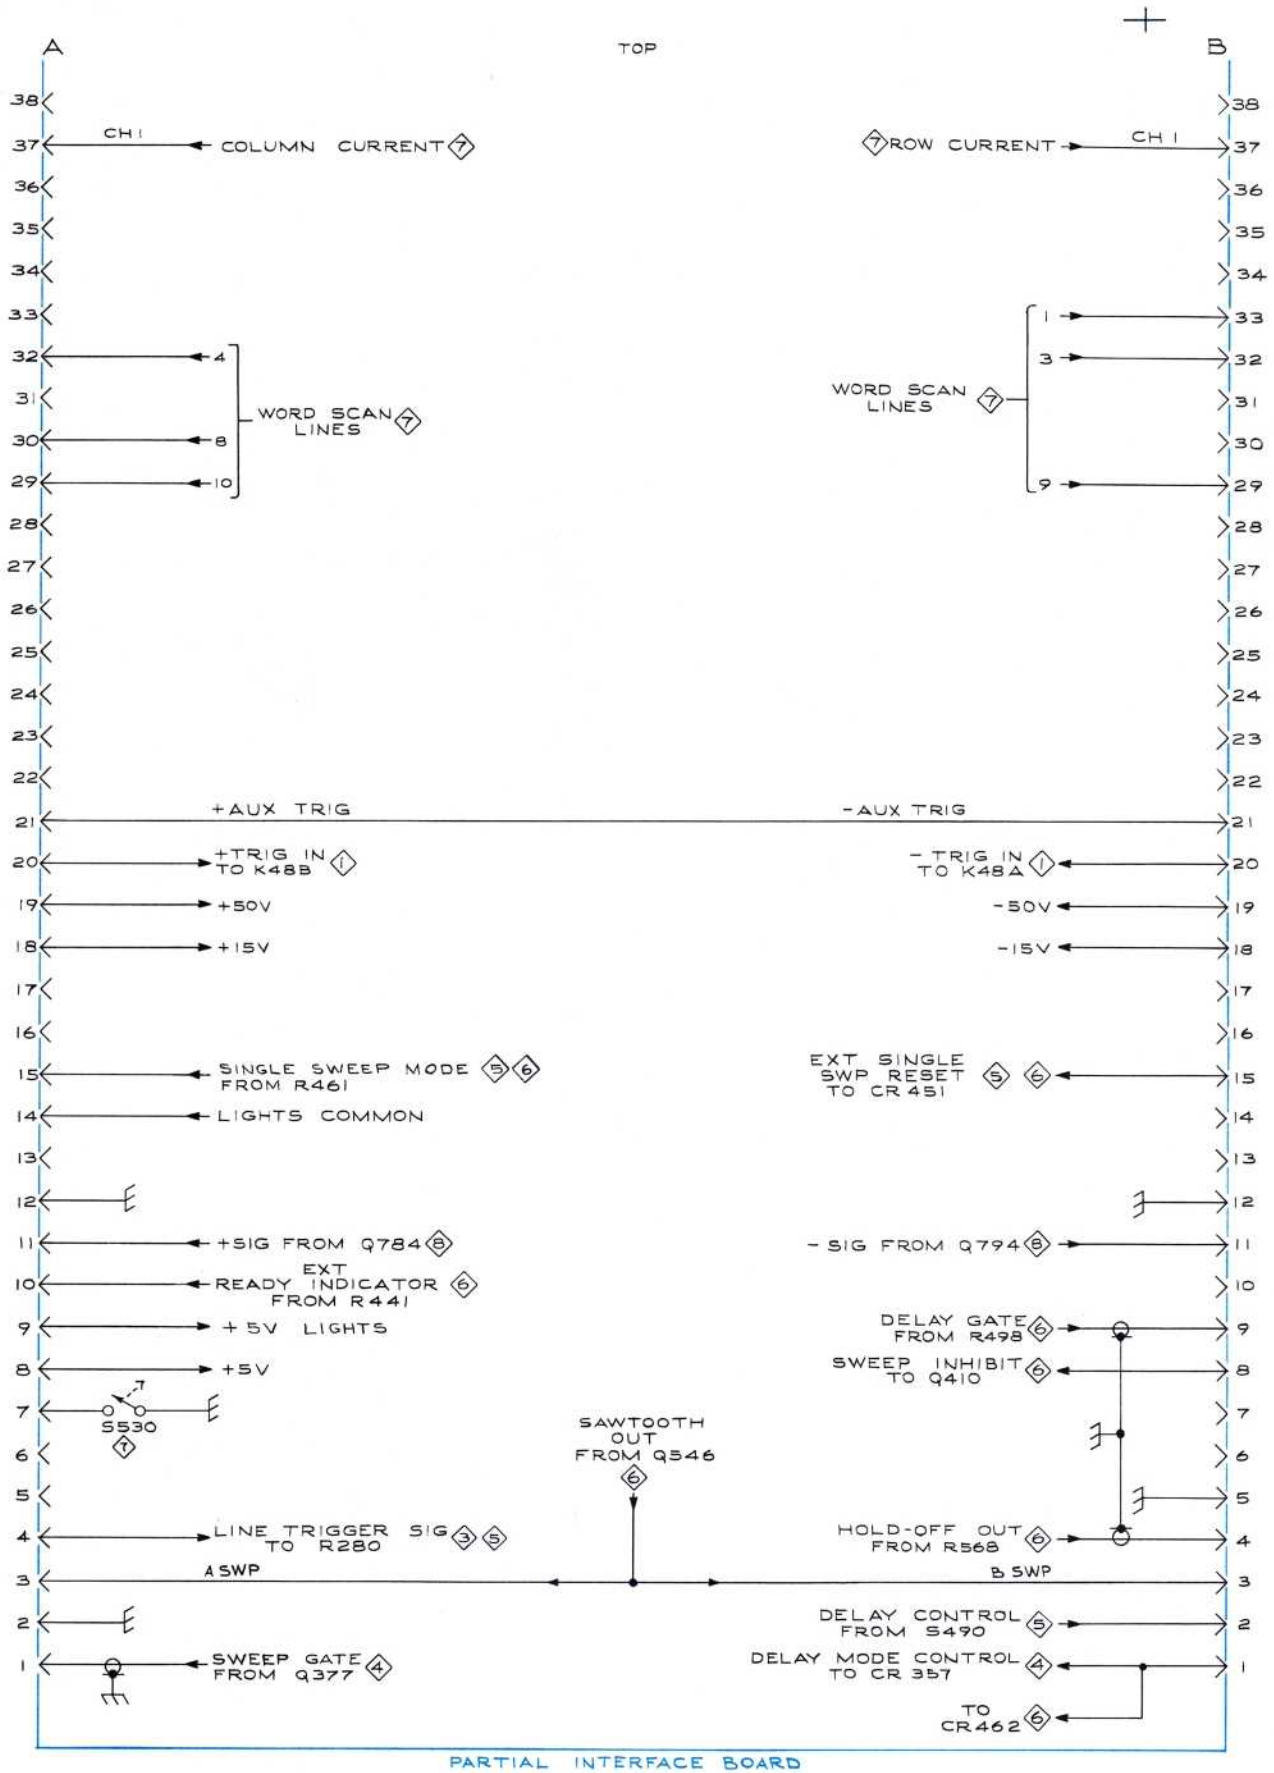 A TOP B
38 38
37 CH 1 COLUMN CURRENT 7 7 ROW CURRENT CH 1 37
36 36
35 35
34 34
33 1 33
32 4 3 32
31 WORD SCAN 7 31
LINES
WORD SCAN 7
LINES
30 8 30
29 10 9 29
28 28
27 27
26 26
25 25
24 24
23 23
22 22
+AUX TRIG -AUX TRIG
21 21
20 +TRIG IN 1 - TRIG IN 1 20
TO K48B TO K48A
19 +50V -50V 19
18 +15V -15V 18
17 17
16 16
EXT SINGLE
15 SINGLE SWEEP MODE 5 6 SWP RESET 5 6 15
FROM R461 TO CR451
14 LIGHTS COMMON 14
13 13
12 12
11 +SIG FROM Q784 8 - SIG FROM Q794 8 11
EXT
10 READY INDICATOR 6 10
FROM R441
9 + 5V LIGHTS DELAY GATE 6 9
FROM R498
8 +5V SWEEP INHIBIT 6 8
TO Q410
7 7
S530
7
SAWTOOTH
OUT
FROM Q546
6
6 6
5 5
4 LINE TRIGGER SIG 3 5 HOLD-OFF OUT 6 4
TO R280 FROM R568
3 A SWP B SWP 3
2 DELAY CONTROL 5 2
FROM S490
1 SWEEP GATE 4 DELAY MODE CONTROL 4 1
FROM Q377 TO CR 357
TO 6
CR462
PARTIAL INTERFACE BOARD